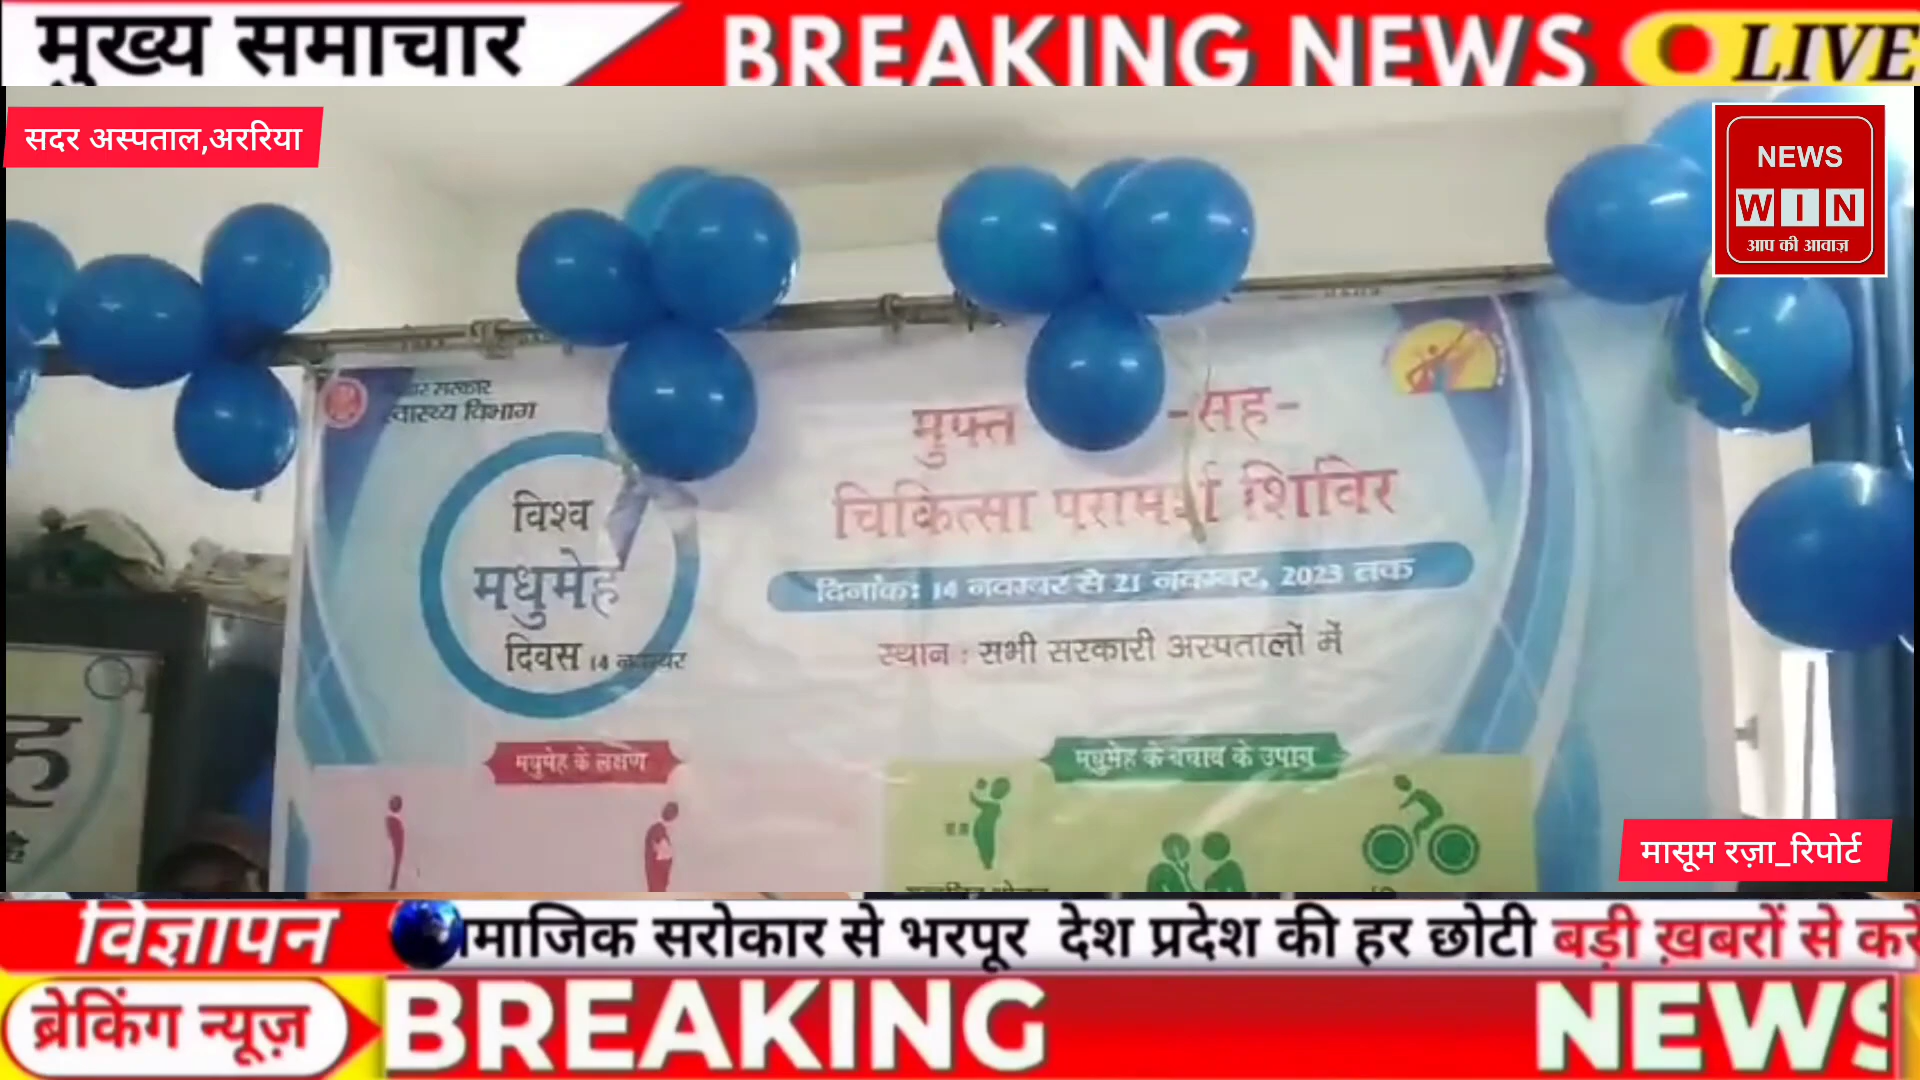 मुख्य समाचार
BREAKING NEWS
LIVE
सदर अस्पताल,अररिया
NEWS
WIN
आप की आवाज़
स्वास्थ्य विभाग
मुफ्त -सह-
चिकित्सा परामर्श शिविर
विश्व
मधुमेह
दिवस 14 नवम्बर
दिनांक: 14 नवम्बर से 21 नवम्बर, 2023 तक
स्थान : सभी सरकारी अस्पतालों में
मधुमेह के लक्षण
मधुमेह के बचाव के उपाय
मासूम रज़ा_रिपोर्ट
विज्ञापन
माजिक सरोकार से भरपूर देश प्रदेश की हर छोटी बड़ी ख़बरों से
ब्रेकिंग न्यूज़
BREAKING NEWS